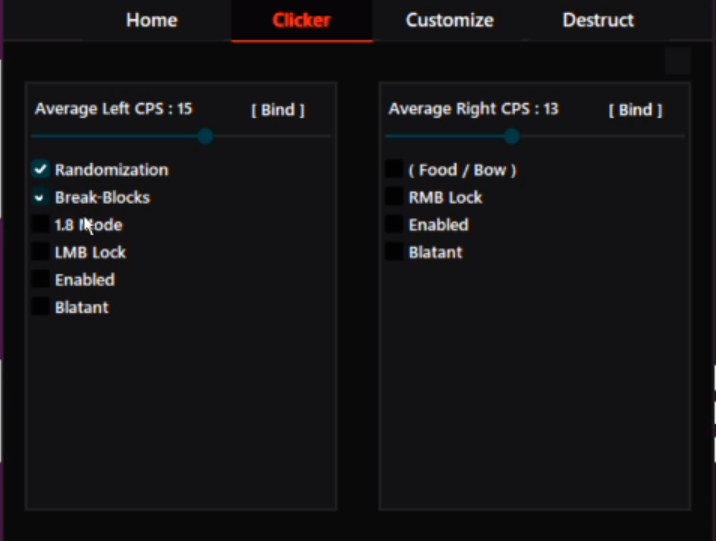 Home Clicker Customize Destruct
Average Left CPS : 15 [ Bind ]
Randomization
Break-Blocks
1.8 Mode
LMB Lock
Enabled
Blatant
Average Right CPS : 13 [ Bind ]
( Food / Bow )
RMB Lock
Enabled
Blatant